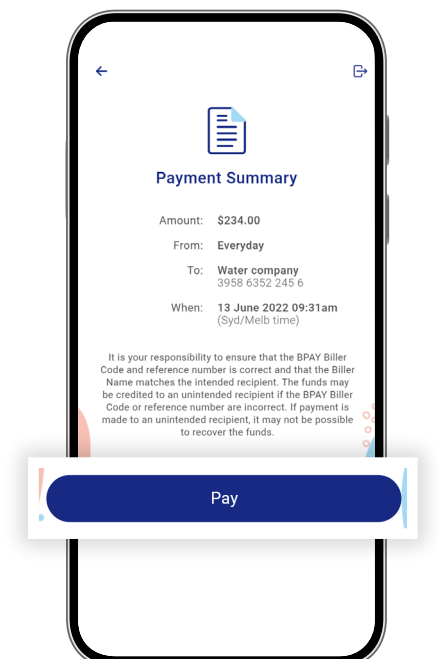 Payment Summary
Amount: $234.00
From: Everyday
To: Water company
3958 6352 245 6
When: 13 June 2022 09:31am
(Syd/Melb time)
It is your responsibility to ensure that the BPAY Biller
Code and reference number is correct and that the Biller
Name matches the intended recipient. The funds may
be credited to an unintended recipient if the BPAY Biller
Code or reference number are incorrect. If payment is
made to an unintended recipient, it may not be possible
to recover the funds.
Pay